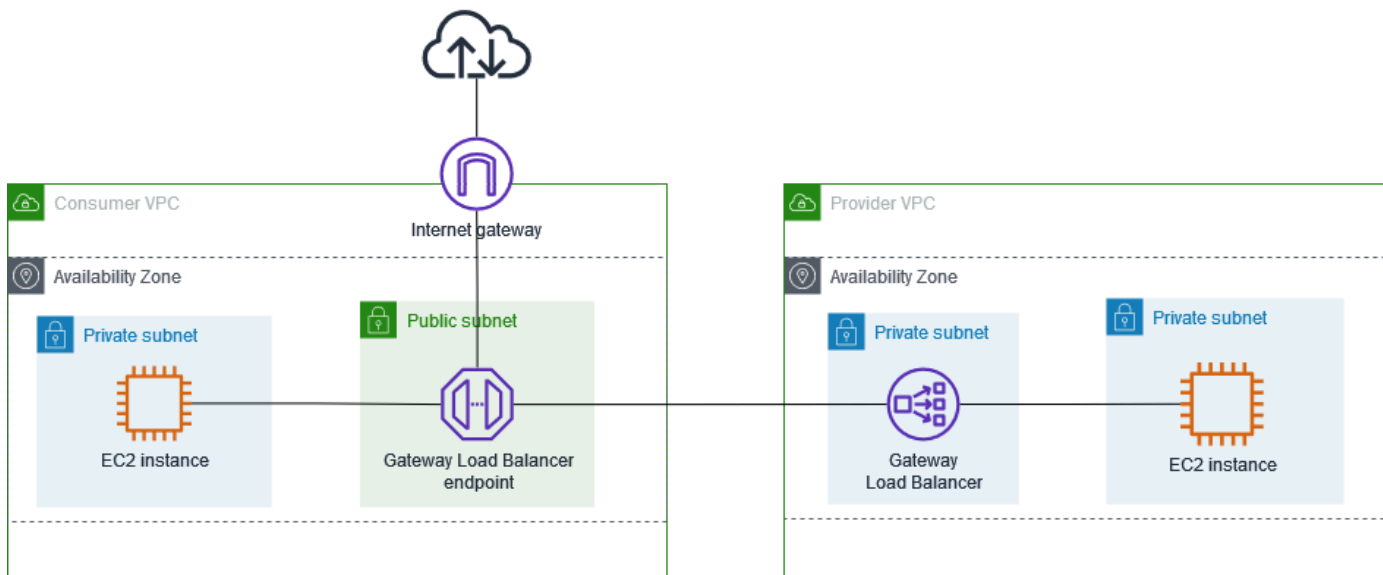 Consumer VPC
Provider VPC
Internet gateway
Availability Zone
Availability Zone
Private subnet
Public subnet
Private subnet
Private subnet
EC2 instance
Gateway Load Balancer
endpoint
Gateway
Load Balancer
EC2 instance